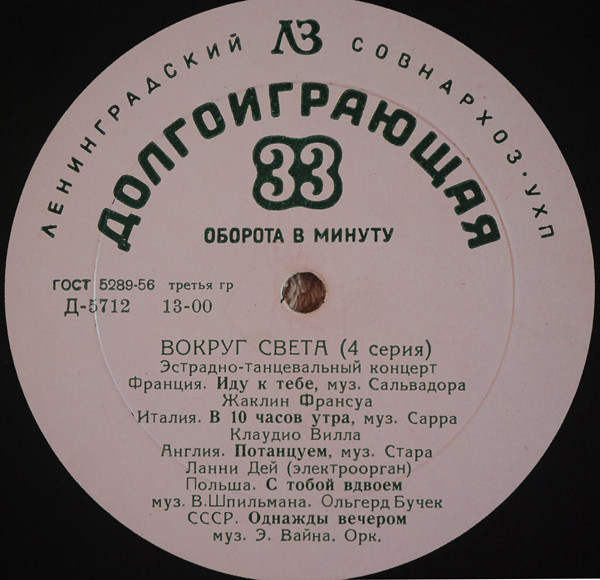 ЛЕНИНГРАДСКИЙ ЛЗ СОВНАРХОЗ·УХП
ДОЛГОИГРАЮЩАЯ
33
ОБОРОТА В МИНУТУ
ГОСТ 5289-56 третья гр
Д-5712 13-00
ВОКРУГ СВЕТА (4 серия)
Эстрадно-танцевальный концерт
Франция. Иду к тебе, муз. Сальвадора
Жаклин Франсуа
Италия. В 10 часов утра, муз. Сарра
Клаудио Вилла
Англия. Потанцуем, муз. Стара
Ланни Дей (электроорган)
Польша. С тобой вдвоем
муз. В.Шпильмана. Ольгерд Бучек
СССР. Однажды вечером
муз. Э. Вайна. Орк.